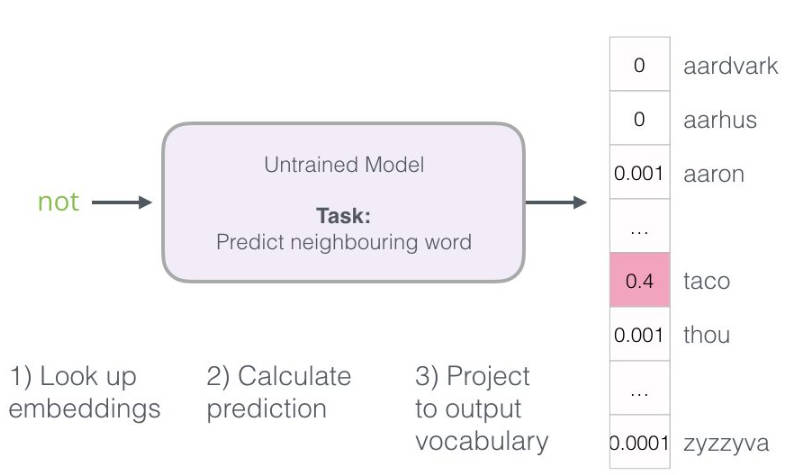 not
Untrained Model
Task:
Predict neighbouring word
0 aardvark
0 aarhus
0.001 aaron
...
0.4 taco
0.001 thou
...
0.0001 zyzzyva
1) Look up
embeddings
2) Calculate
prediction
3) Project
to output
vocabulary